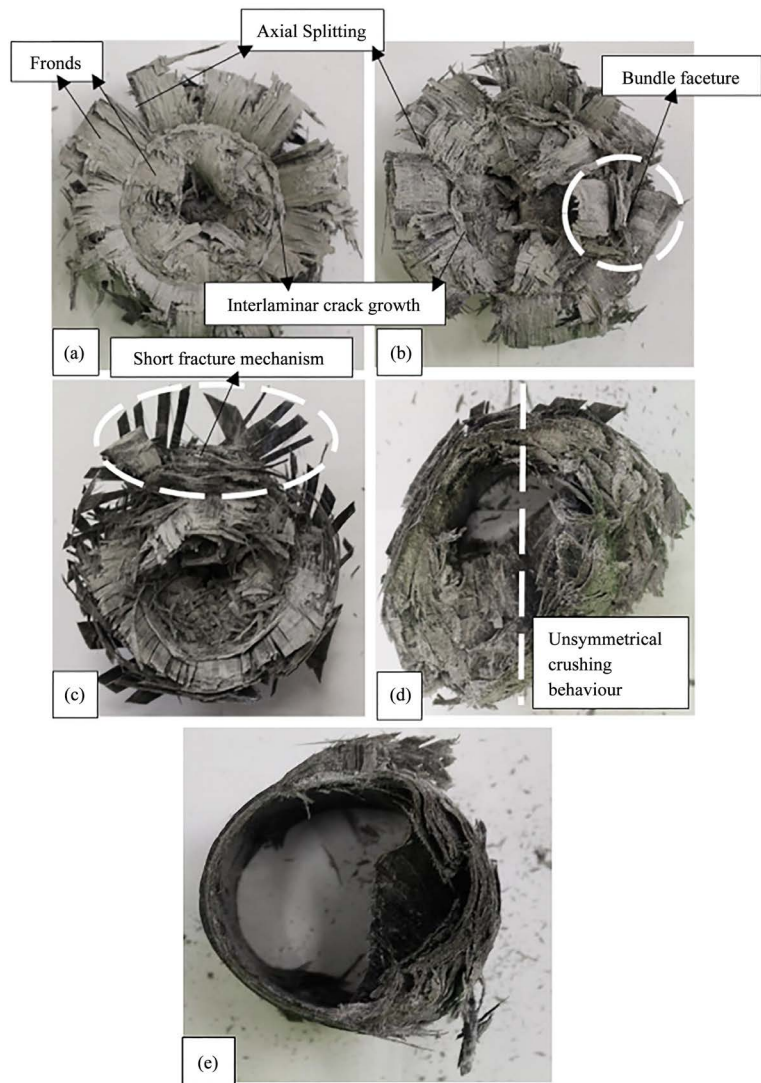 Axial Splitting
Fronds
Bundle faceture
Interlaminar crack growth
(a)
(b)
Short fracture mechanism
Unsymmetrical
crushing
behaviour
(c)
(d)
(e)